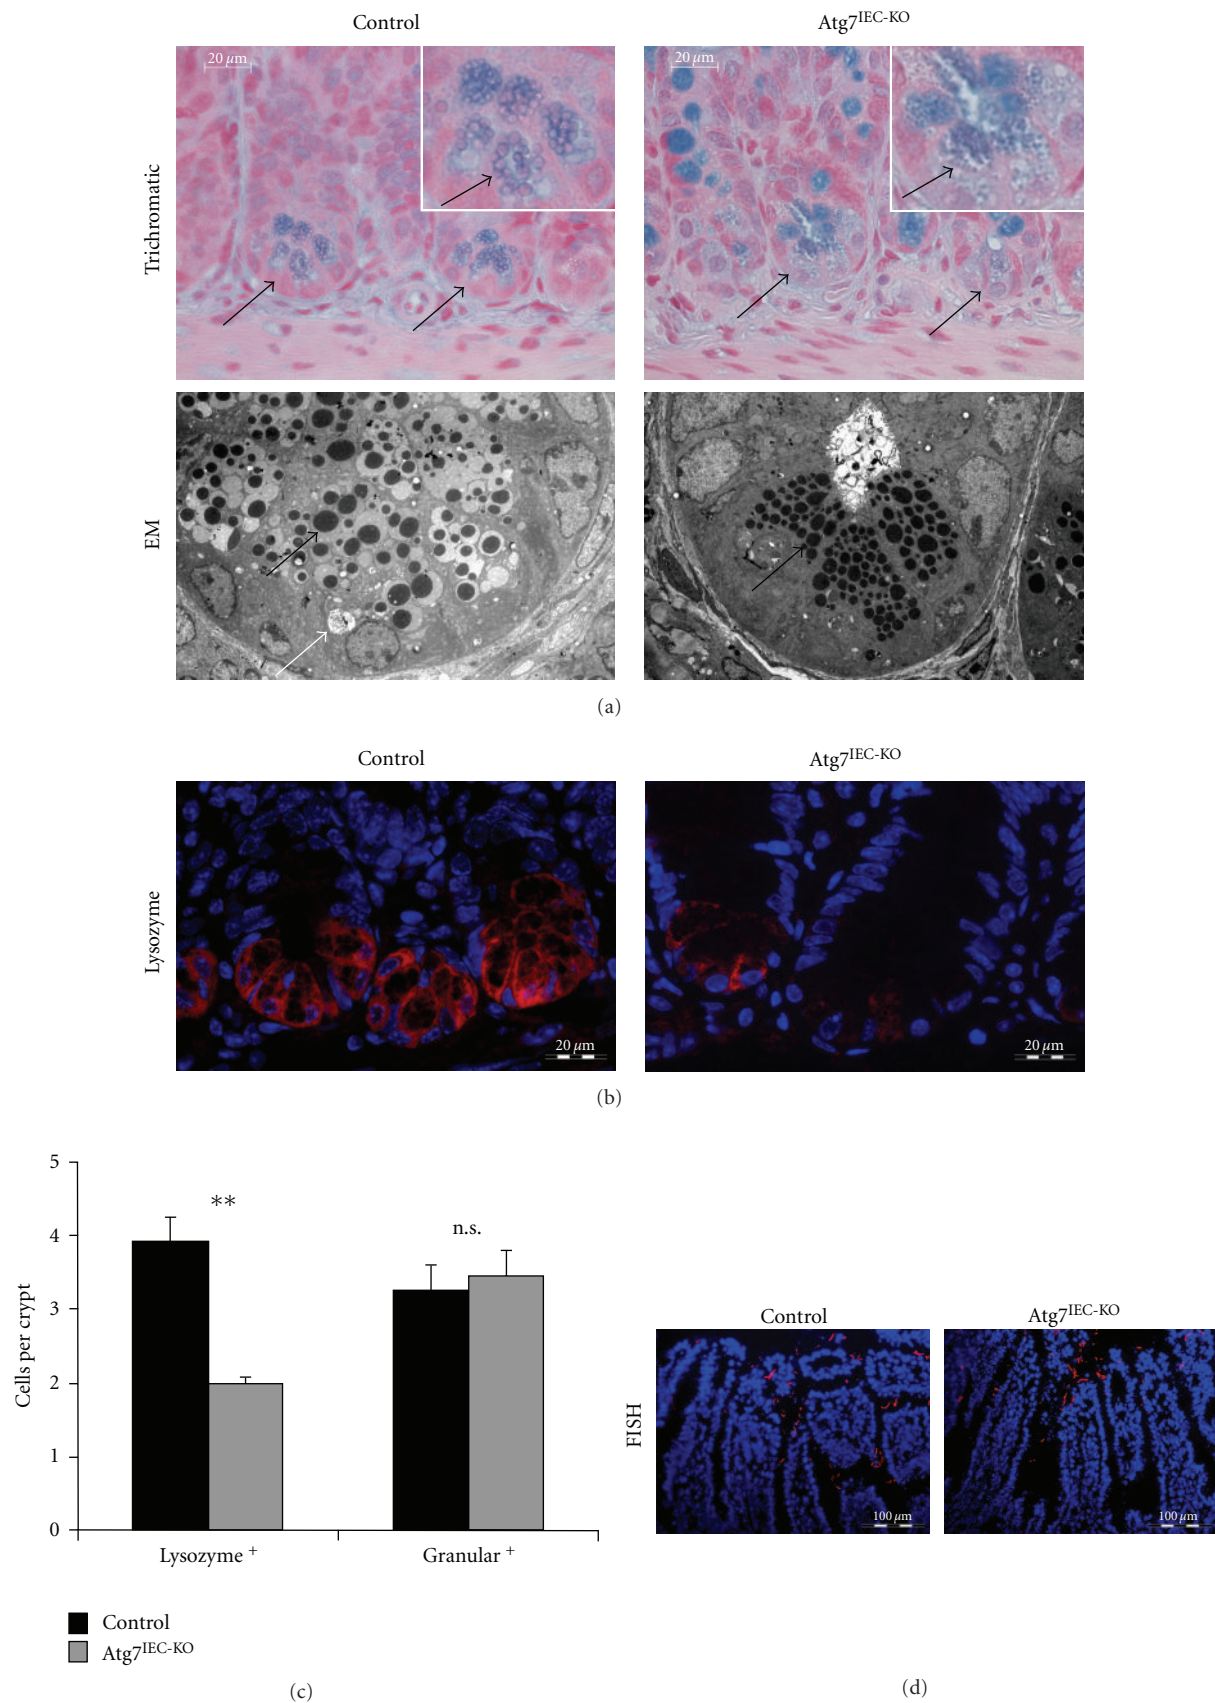 Control
Atg7IEC-KO
Trichromatic
20 µm
20 µm
EM
(a)
Control
Atg7IEC-KO
Lysozyme
20 µm
20 µm
(b)
Cells per crypt
5
4
3
2
1
0
**
n.s.
Lysozyme +
Granular +
Control
Atg7IEC-KO
(c)
Control
Atg7IEC-KO
FISH
100 µm
100 µm
(d)